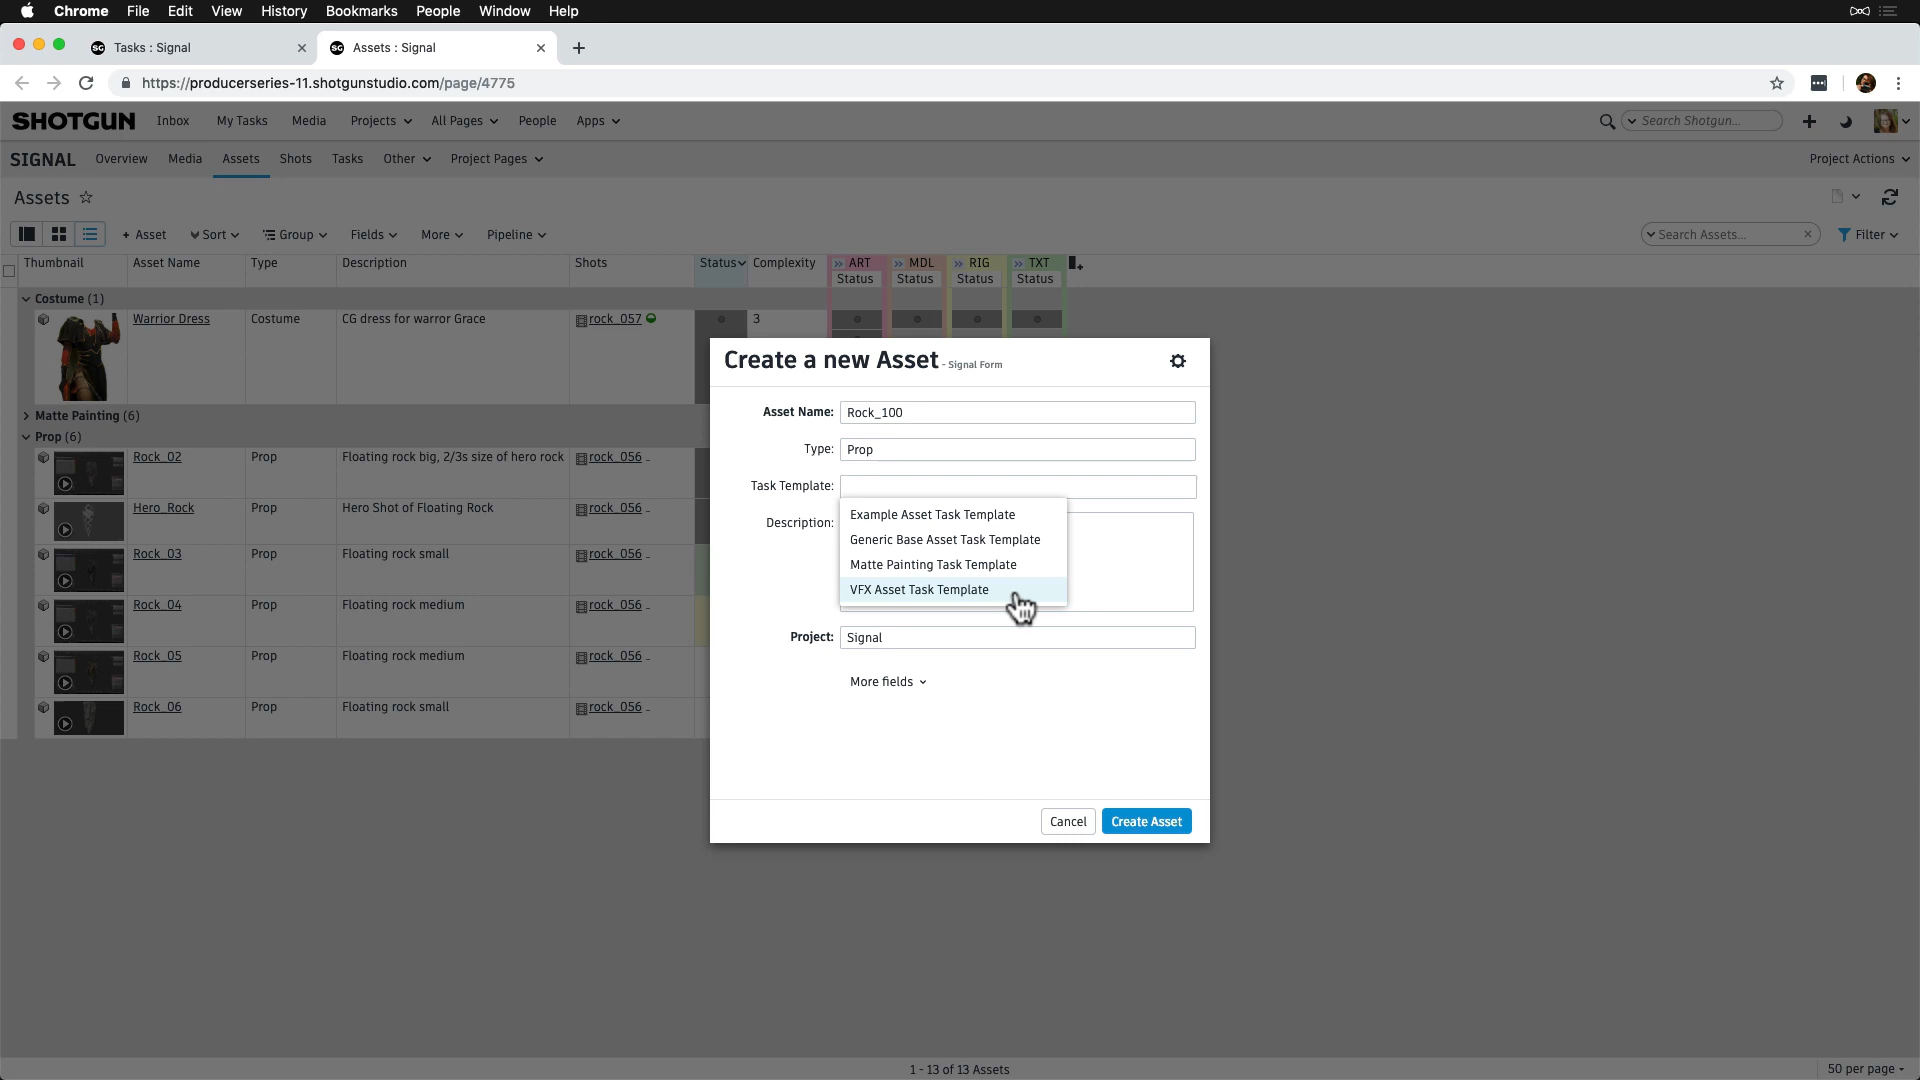 Chrome File Edit View History Bookmarks People Window Help
SG Tasks : Signal SG Assets : Signal
https://producerseries-11.shotgunstudio.com/page/4775
SHOTGUN Inbox My Tasks Media Projects All Pages People Apps Search Shotgun...
SIGNAL Overview Media Assets Shots Tasks Other Project Pages Project Actions
Assets
+ Asset Sort Group Fields More Pipeline Search Assets... Filter
Thumbnail Asset Name Type Description Shots Status Complexity ART MDL RIG TXT
Status Status Status Status
Costume (1)
Warrior Dress Costume CG dress for warror Grace rock_057 3
Matte Painting (6)
Prop (6)
Rock_02 Prop Floating rock big, 2/3s size of hero rock rock_056
Hero_Rock Prop Hero Shot of Floating Rock rock_056
Rock_03 Prop Floating rock small rock_056
Rock_04 Prop Floating rock medium rock_056
Rock_05 Prop Floating rock medium rock_056
Rock_06 Prop Floating rock small rock_056
Create a new Asset - Signal Form
Asset Name: Rock_100
Type: Prop
Task Template:
Description:
Example Asset Task Template
Generic Base Asset Task Template
Matte Painting Task Template
VFX Asset Task Template
Project: Signal
More fields
Cancel Create Asset
1 - 13 of 13 Assets 50 per page